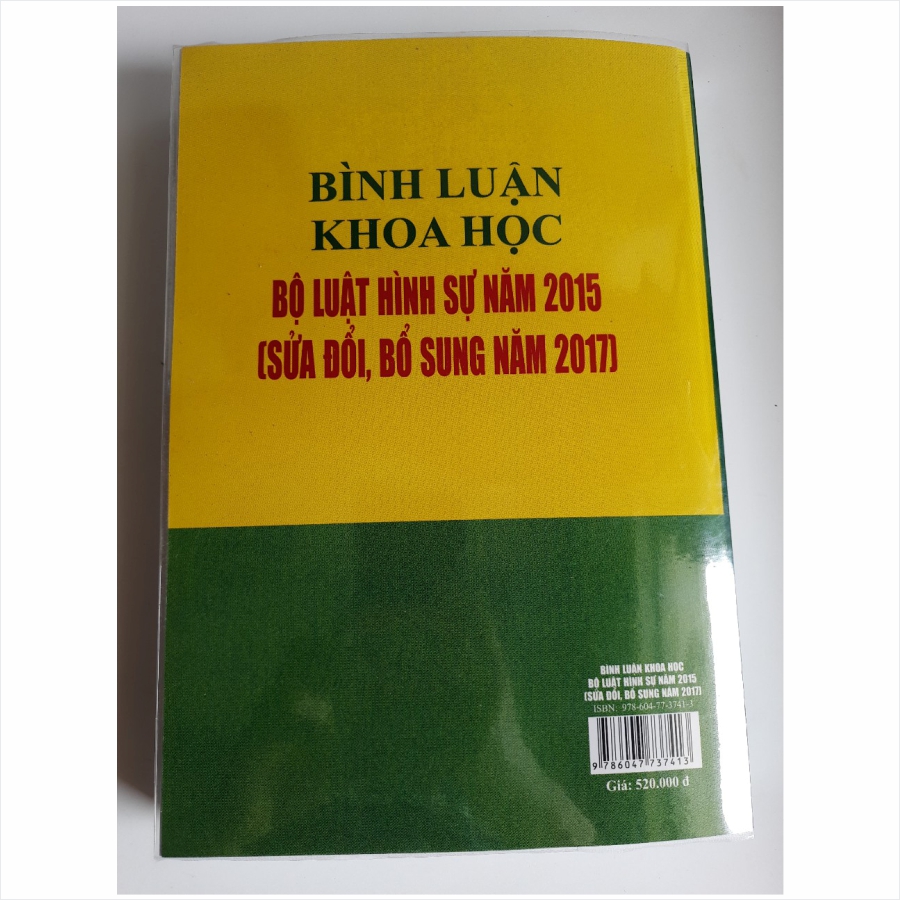 BÌNH LUẬN
KHOA HỌC
BỘ LUẬT HÌNH SỰ NĂM 2015
(SỬA ĐỔI, BỔ SUNG NĂM 2017)
BÌNH LUẬN KHOA HỌC
BỘ LUẬT HÌNH SỰ NĂM 2015
(SỬA ĐỔI, BỔ SUNG NĂM 2017)
ISBN: 978-604-77-3741-3
9 786047 737413
Giá: 520.000 đ